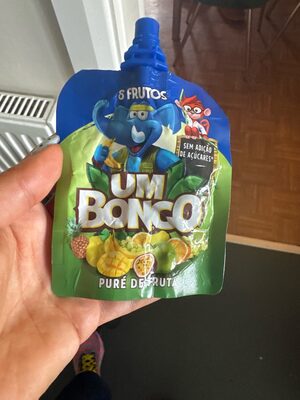 8 FRUTOS
SEM ADIÇÃO
DE AÇÚCARES*
UM
BONGO
PURÉ DE FRUTA